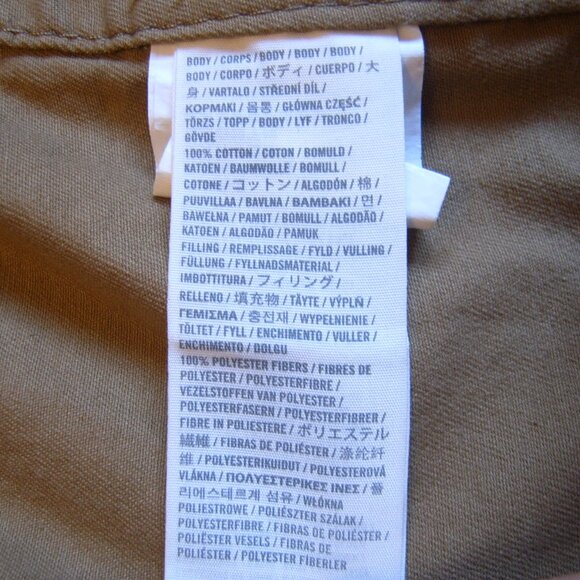 BODY / CORPS / BODY / BODY / BODY /
BODY / CORPO / ボディ / CUERPO / 大
身 / VARTALO / STŘEDNÍ DÍL /
ΚΟΡΜΑΚΙ / 몸통 / GŁÓWNA CZĘŚĆ /
TÖRZS / TOPP / BODY / LYF / TRONCO /
GÖVDE
100% COTTON / COTON / BOMULD /
KATOEN / BAUMWOLLE / BOMULL /
COTONE / コットン / ALGODÓN / 棉 /
PUUVILLAA / BAVLNA / ΒΑΜΒΑΚΙ / 면 /
BAWEŁNA / PAMUT / BOMULL / ALGODÃO /
KATOEN / ALGODÃO / PAMUK
FILLING / REMPLISSAGE / FYLD / VULLING /
FÜLLUNG / FYLLNADSMATERIAL /
IMBOTTITURA / フィリング /
RELLENO / 填充物 / TÄYTE / VÝPLŇ /
ΓΕΜΙΣΜΑ / 충전재 / WYPEŁNIENIE /
TÖLTET / FYLL / ENCHIMENTO / VULLER /
ENCHIMENTO / DOLGU
100% POLYESTER FIBERS / FIBRES DE
POLYESTER / POLYESTERFIBRE /
VEZELSTOFFEN VAN POLYESTER /
POLYESTERFASERN / POLYESTERFIBRER /
FIBRE IN POLIESTERE / ポリエステル
繊維 / FIBRAS DE POLIÉSTER / 涤纶纤
维 / POLYESTERIKUIDUT / POLYESTEROVÁ
VLÁKNA / ΠΟΛΥΕΣΤΕΡΙΚΕΣ ΙΝΕΣ / 폴
리에스테르계 섬유 / WŁÓKNA
POLIESTROWE / POLIÉSZTER SZÁLAK /
POLYESTERFIBRE / FIBRAS DE POLIÉSTER /
POLIËSTER VESELS / FIBRAS DE
POLIÉSTER / POLYESTER FİBERLER